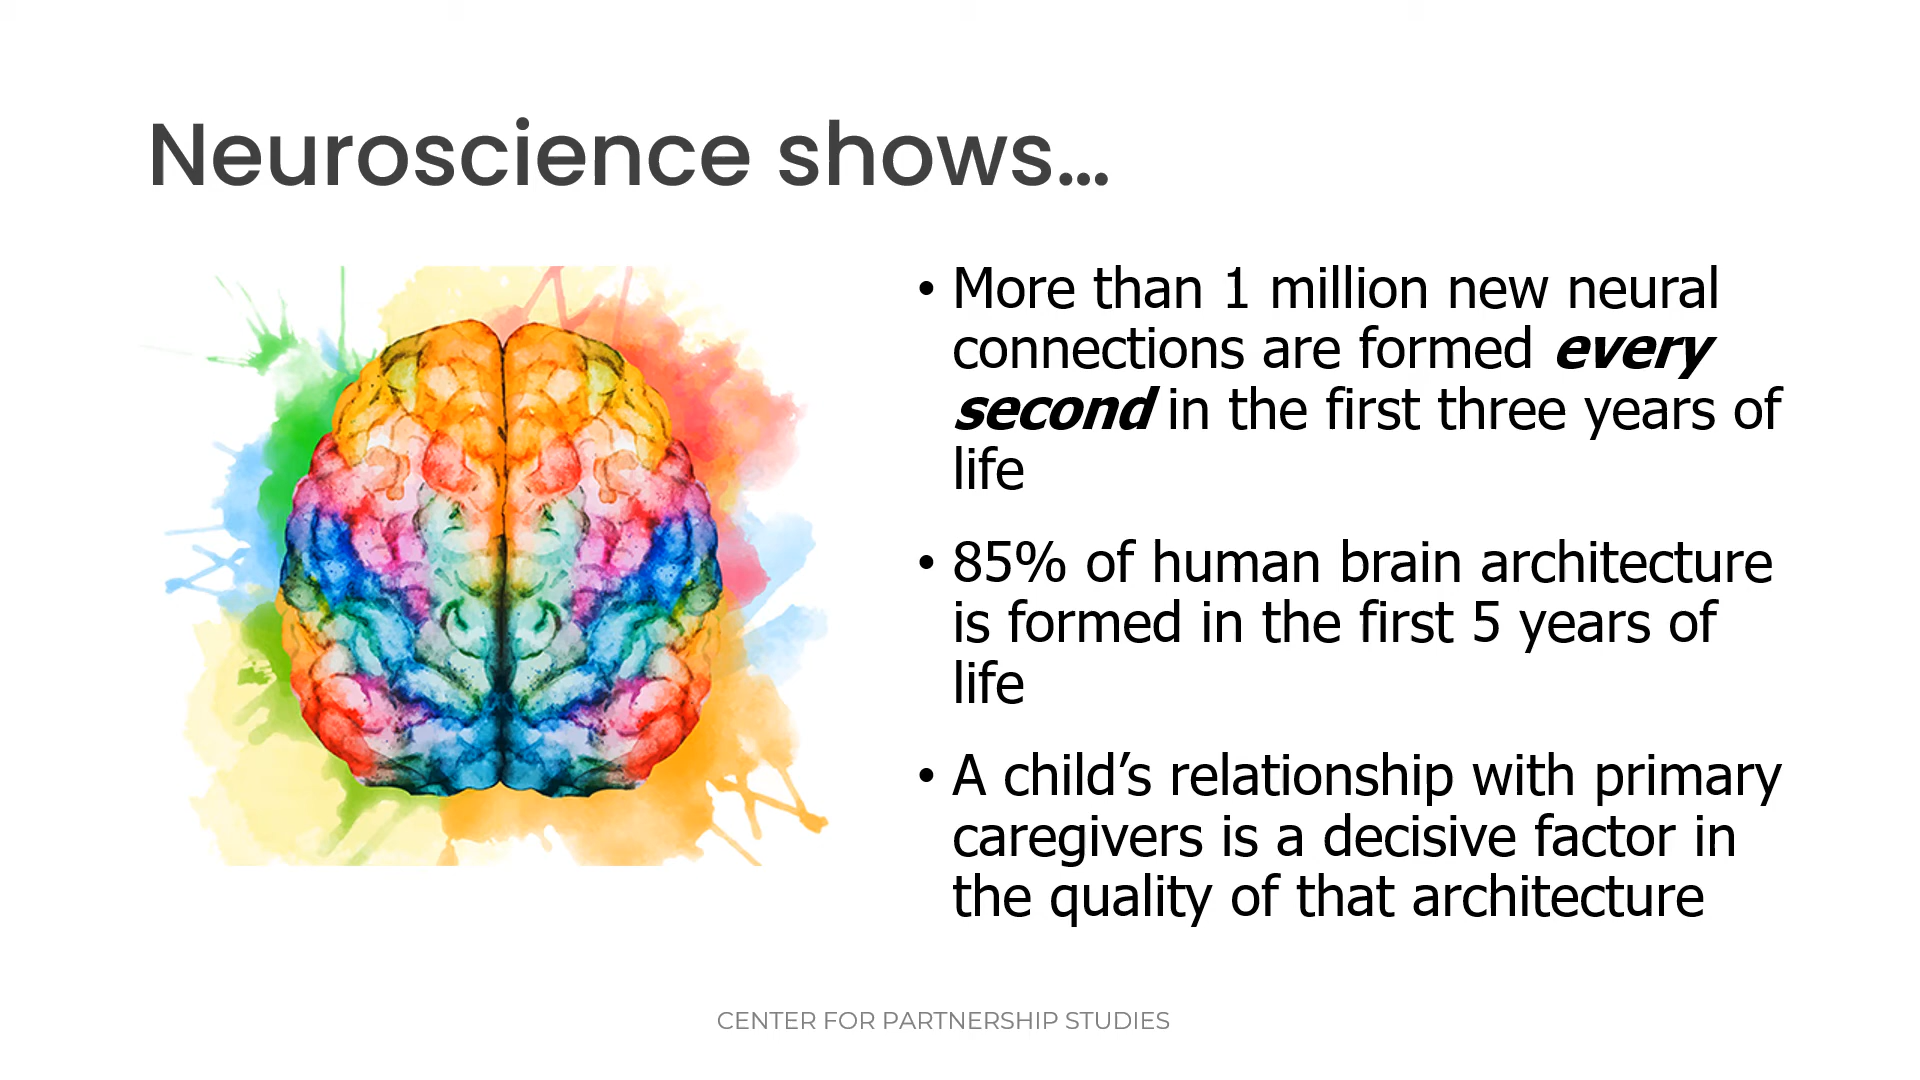 Neuroscience shows…
• More than 1 million new neural
connections are formed every
second in the first three years of
life
• 85% of human brain architecture
is formed in the first 5 years of
life
• A child’s relationship with primary
caregivers is a decisive factor in
the quality of that architecture
CENTER FOR PARTNERSHIP STUDIES